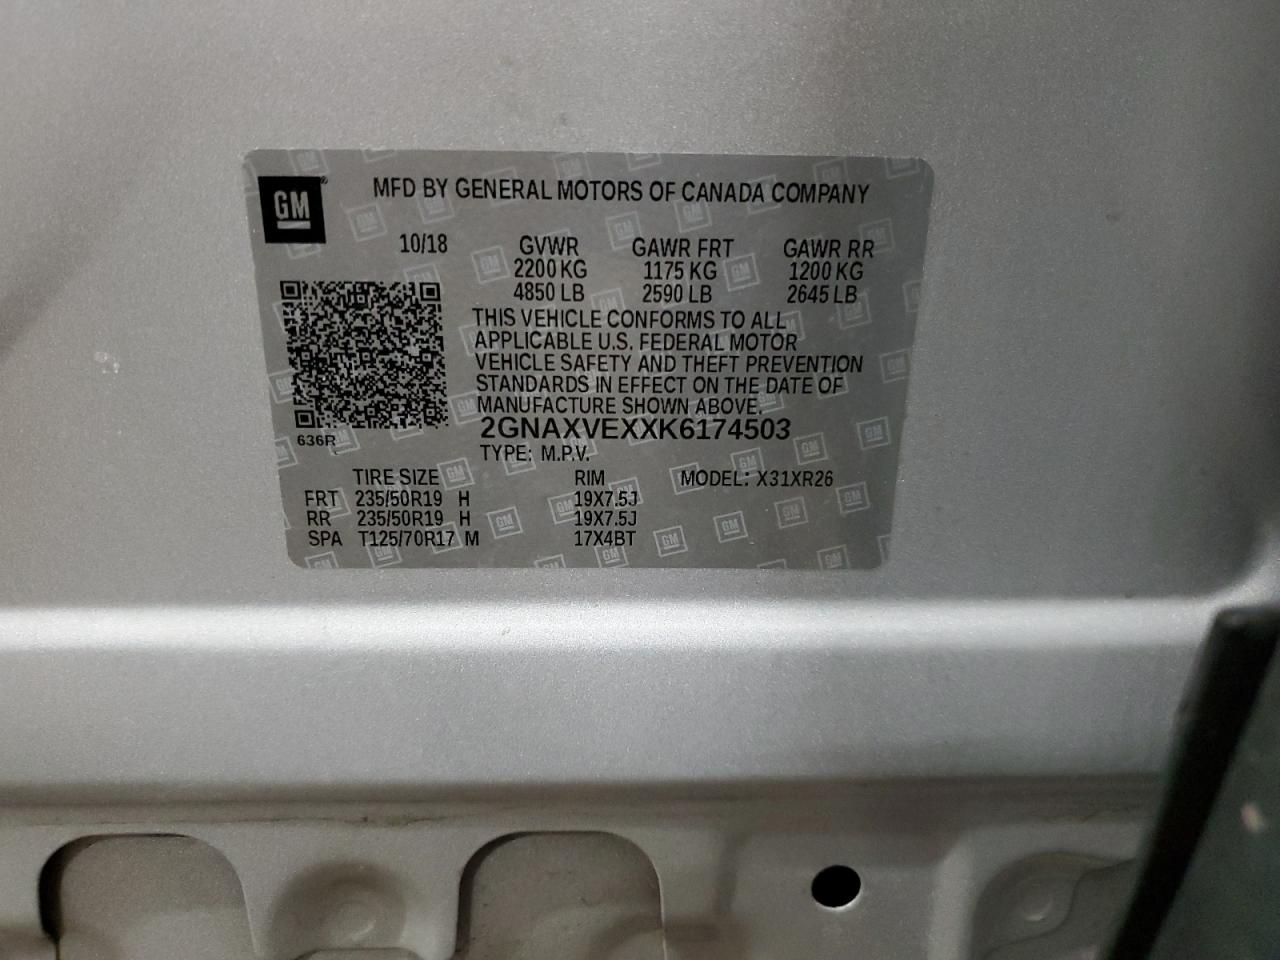 GM
MFD BY GENERAL MOTORS OF CANADA COMPANY
10/18 GVWR GAWR FRT GAWR RR
2200 KG 1175 KG 1200 KG
4850 LB 2590 LB 2645 LB
THIS VEHICLE CONFORMS TO ALL
APPLICABLE U.S. FEDERAL MOTOR
VEHICLE SAFETY AND THEFT PREVENTION
STANDARDS IN EFFECT ON THE DATE OF
MANUFACTURE SHOWN ABOVE.
636R
2GNAXVEXXK6174503
TYPE: M.P.V.
TIRE SIZE RIM MODEL: X31XR26
FRT 235/50R19 H 19X7.5J
RR 235/50R19 H 19X7.5J
SPA T125/70R17 M 17X4BT